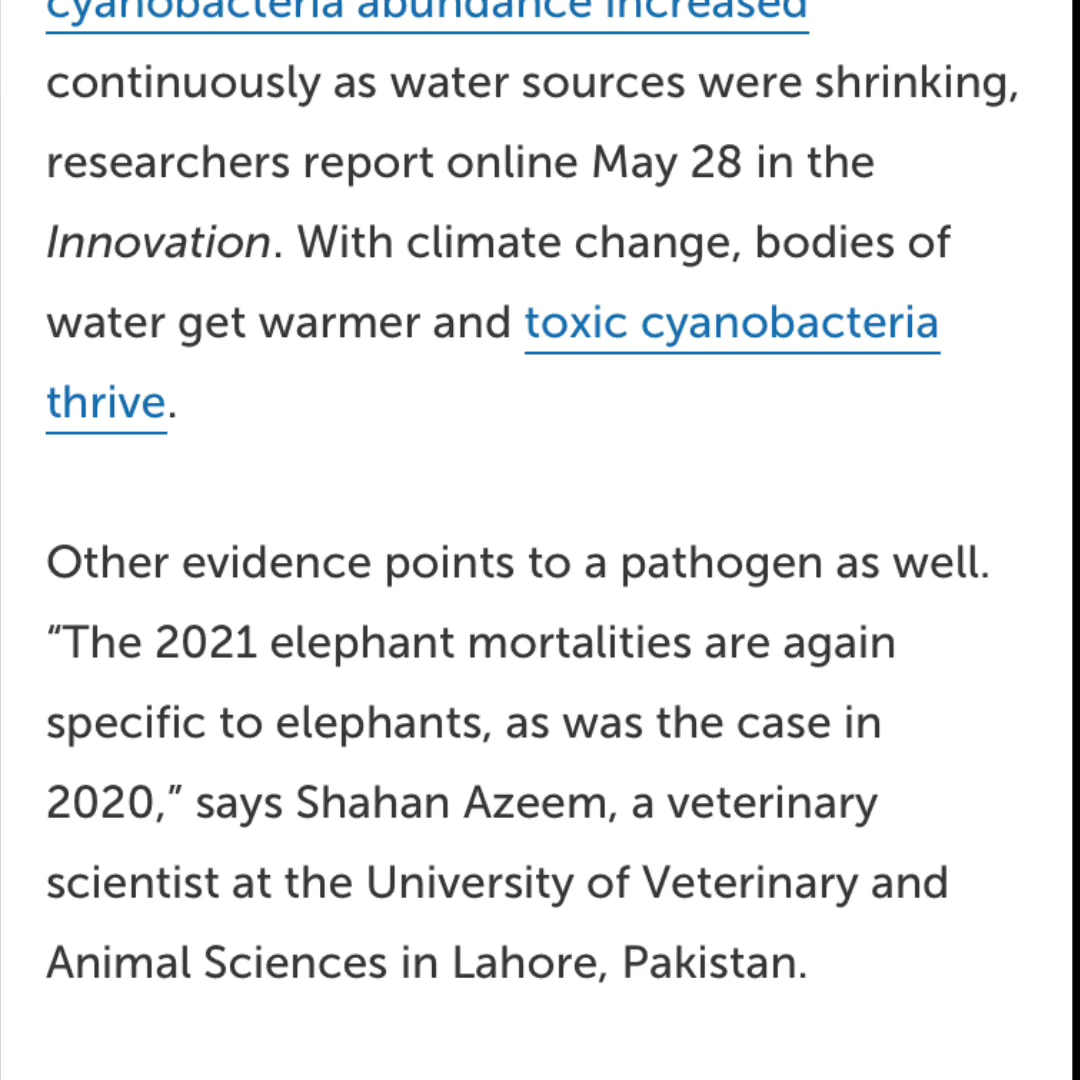 cyanobacteria abundance increased
continuously as water sources were shrinking,
researchers report online May 28 in the
Innovation. With climate change, bodies of
water get warmer and toxic cyanobacteria
thrive.
Other evidence points to a pathogen as well.
“The 2021 elephant mortalities are again
specific to elephants, as was the case in
2020,” says Shahan Azeem, a veterinary
scientist at the University of Veterinary and
Animal Sciences in Lahore, Pakistan.